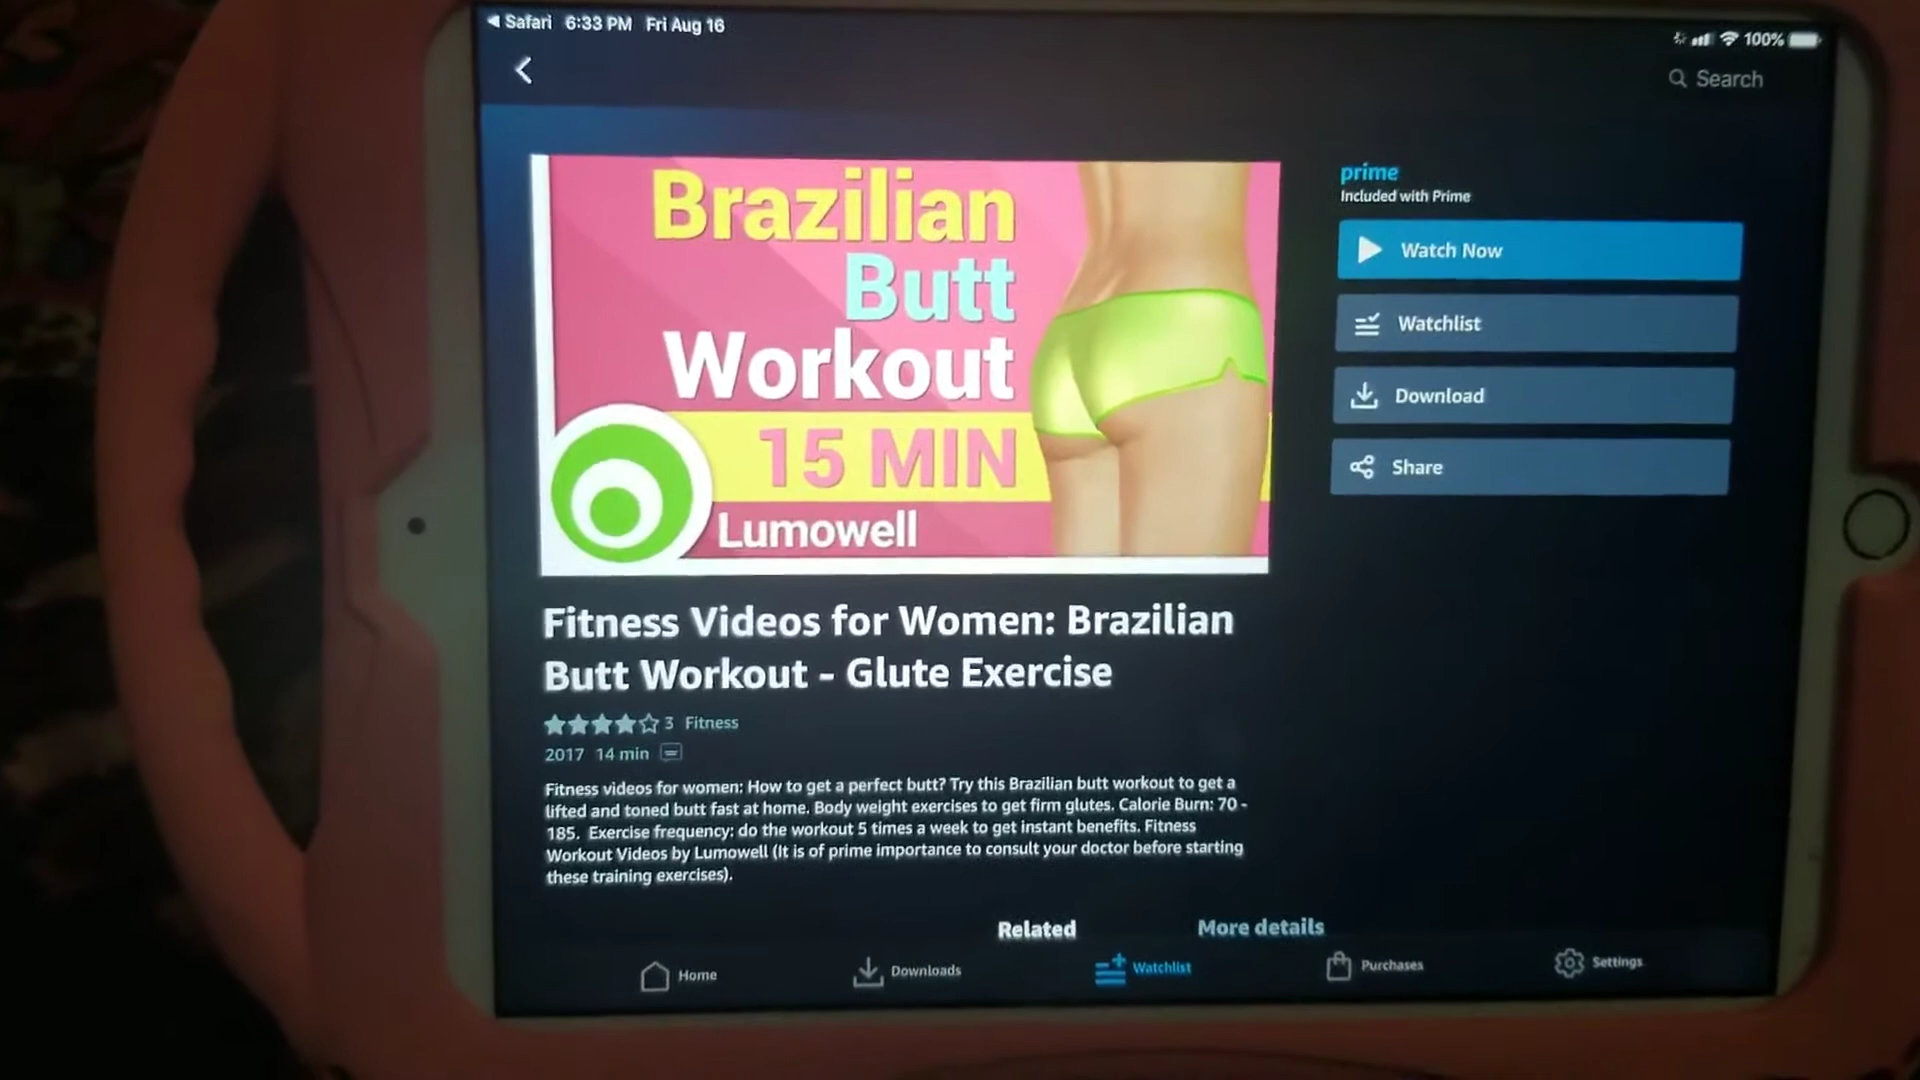 Safari 6:33 PM Fri Aug 16
100%
Search
Brazilian
Butt
Workout
15 MIN
Lumowell
prime
Included with Prime
Watch Now
Watchlist
Download
Share
Fitness Videos for Women: Brazilian
Butt Workout - Glute Exercise
3 Fitness
2017 14 min
Fitness videos for women: How to get a perfect butt? Try this Brazilian butt workout to get a
lifted and toned butt fast at home. Body weight exercises to get firm glutes. Calorie Burn: 70 -
185. Exercise frequency: do the workout 5 times a week to get instant benefits. Fitness
Workout Videos by Lumowell (It is of prime importance to consult your doctor before starting
these training exercises).
Related More details
Home Downloads Watchlist Purchases Settings